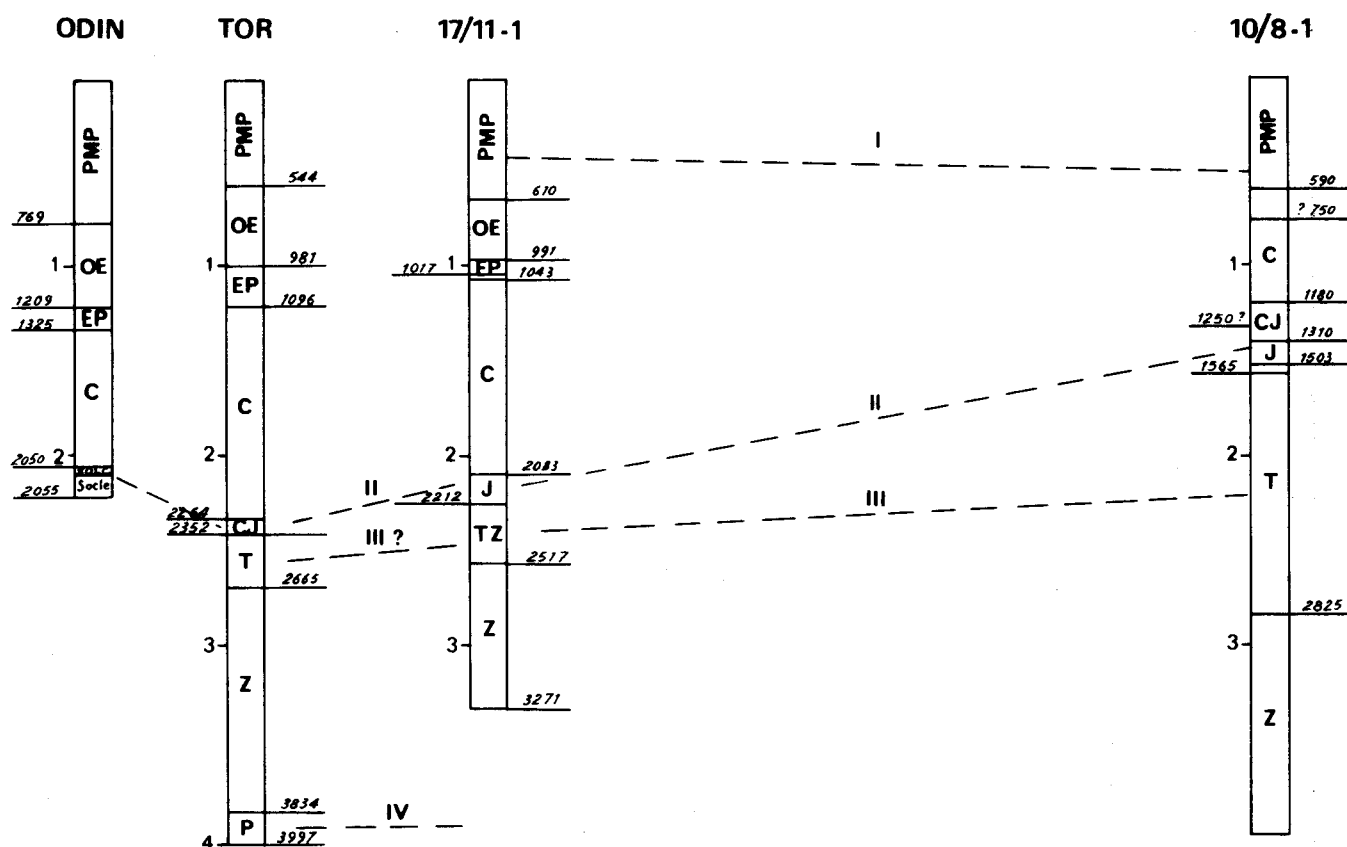 ODIN TOR 17/11-1 10/8-1
PMP PMP PMP PMP
I
544
590
670
769
? 750
OE OE
991
981
1 OE 1 1 EP 1 C
1017 1043
EP
1209 1096 1180
EP 1250? CJ
1325 1310
J 1503
1565
C C C
II
2 2 2 2
2050 2083
T
Socle II J
2055 2212
2264 III
2352 CJ TZ
III ?
T 2517
2665
2825
3 3 Z 3
Z Z
3271
3834 IV
P
4 3997